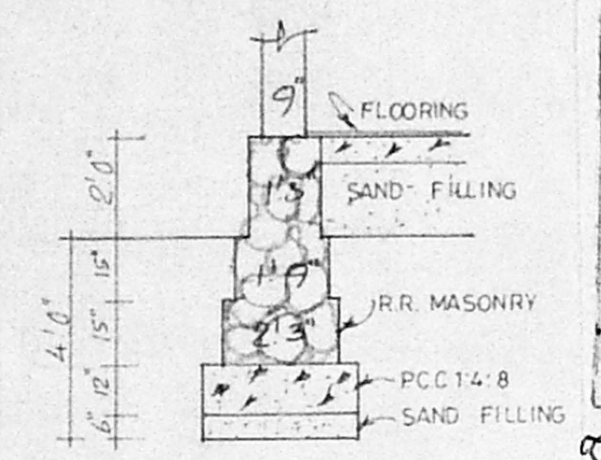 9"
FLOORING
2'0"
1'3"
SAND FILLING
15"
1'9"
4'0"
R.R. MASONRY
15"
2'3"
12"
P.C.C 1:4:8
6"
SAND FILLING